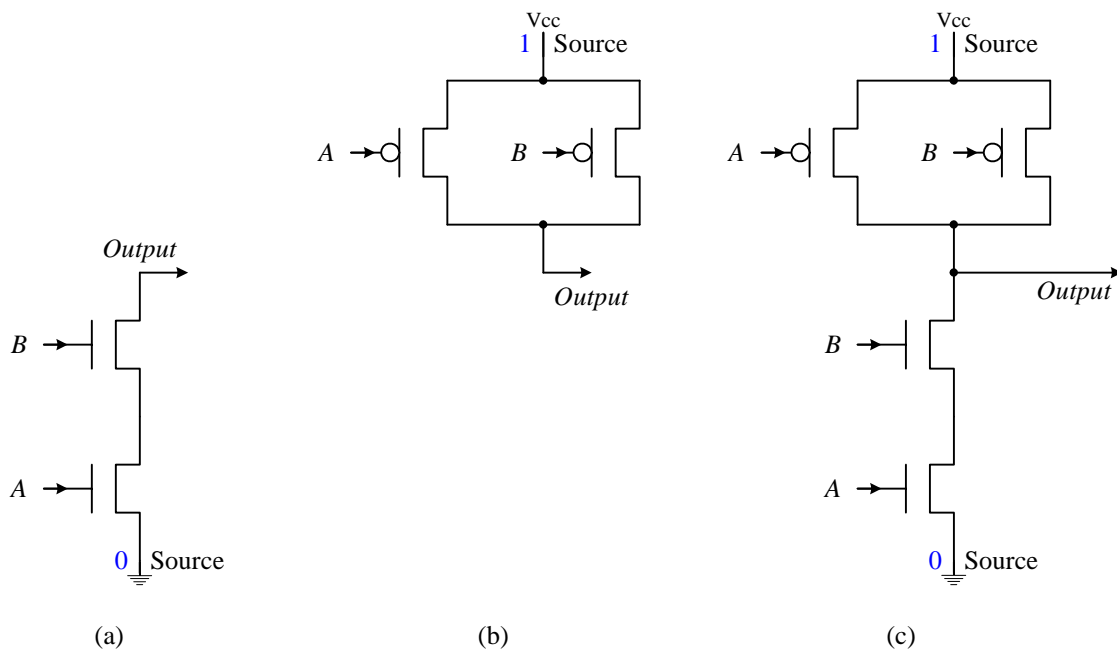 Vcc
1 Source
A
B
Output
Vcc
1 Source
A
B
Output
B
A
0 Source
Output
B
A
0 Source
(a)
(b)
(c)